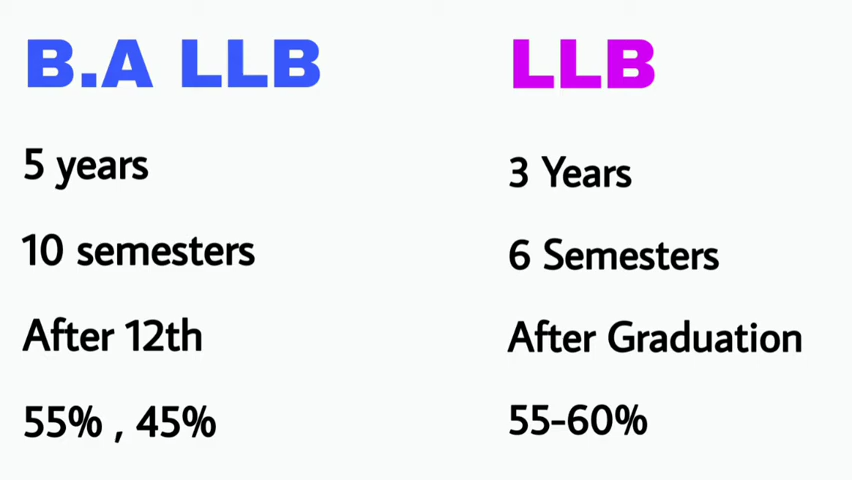 B.A LLB
5 years
10 semesters
After 12th
55% , 45%
LLB
3 Years
6 Semesters
After Graduation
55-60%